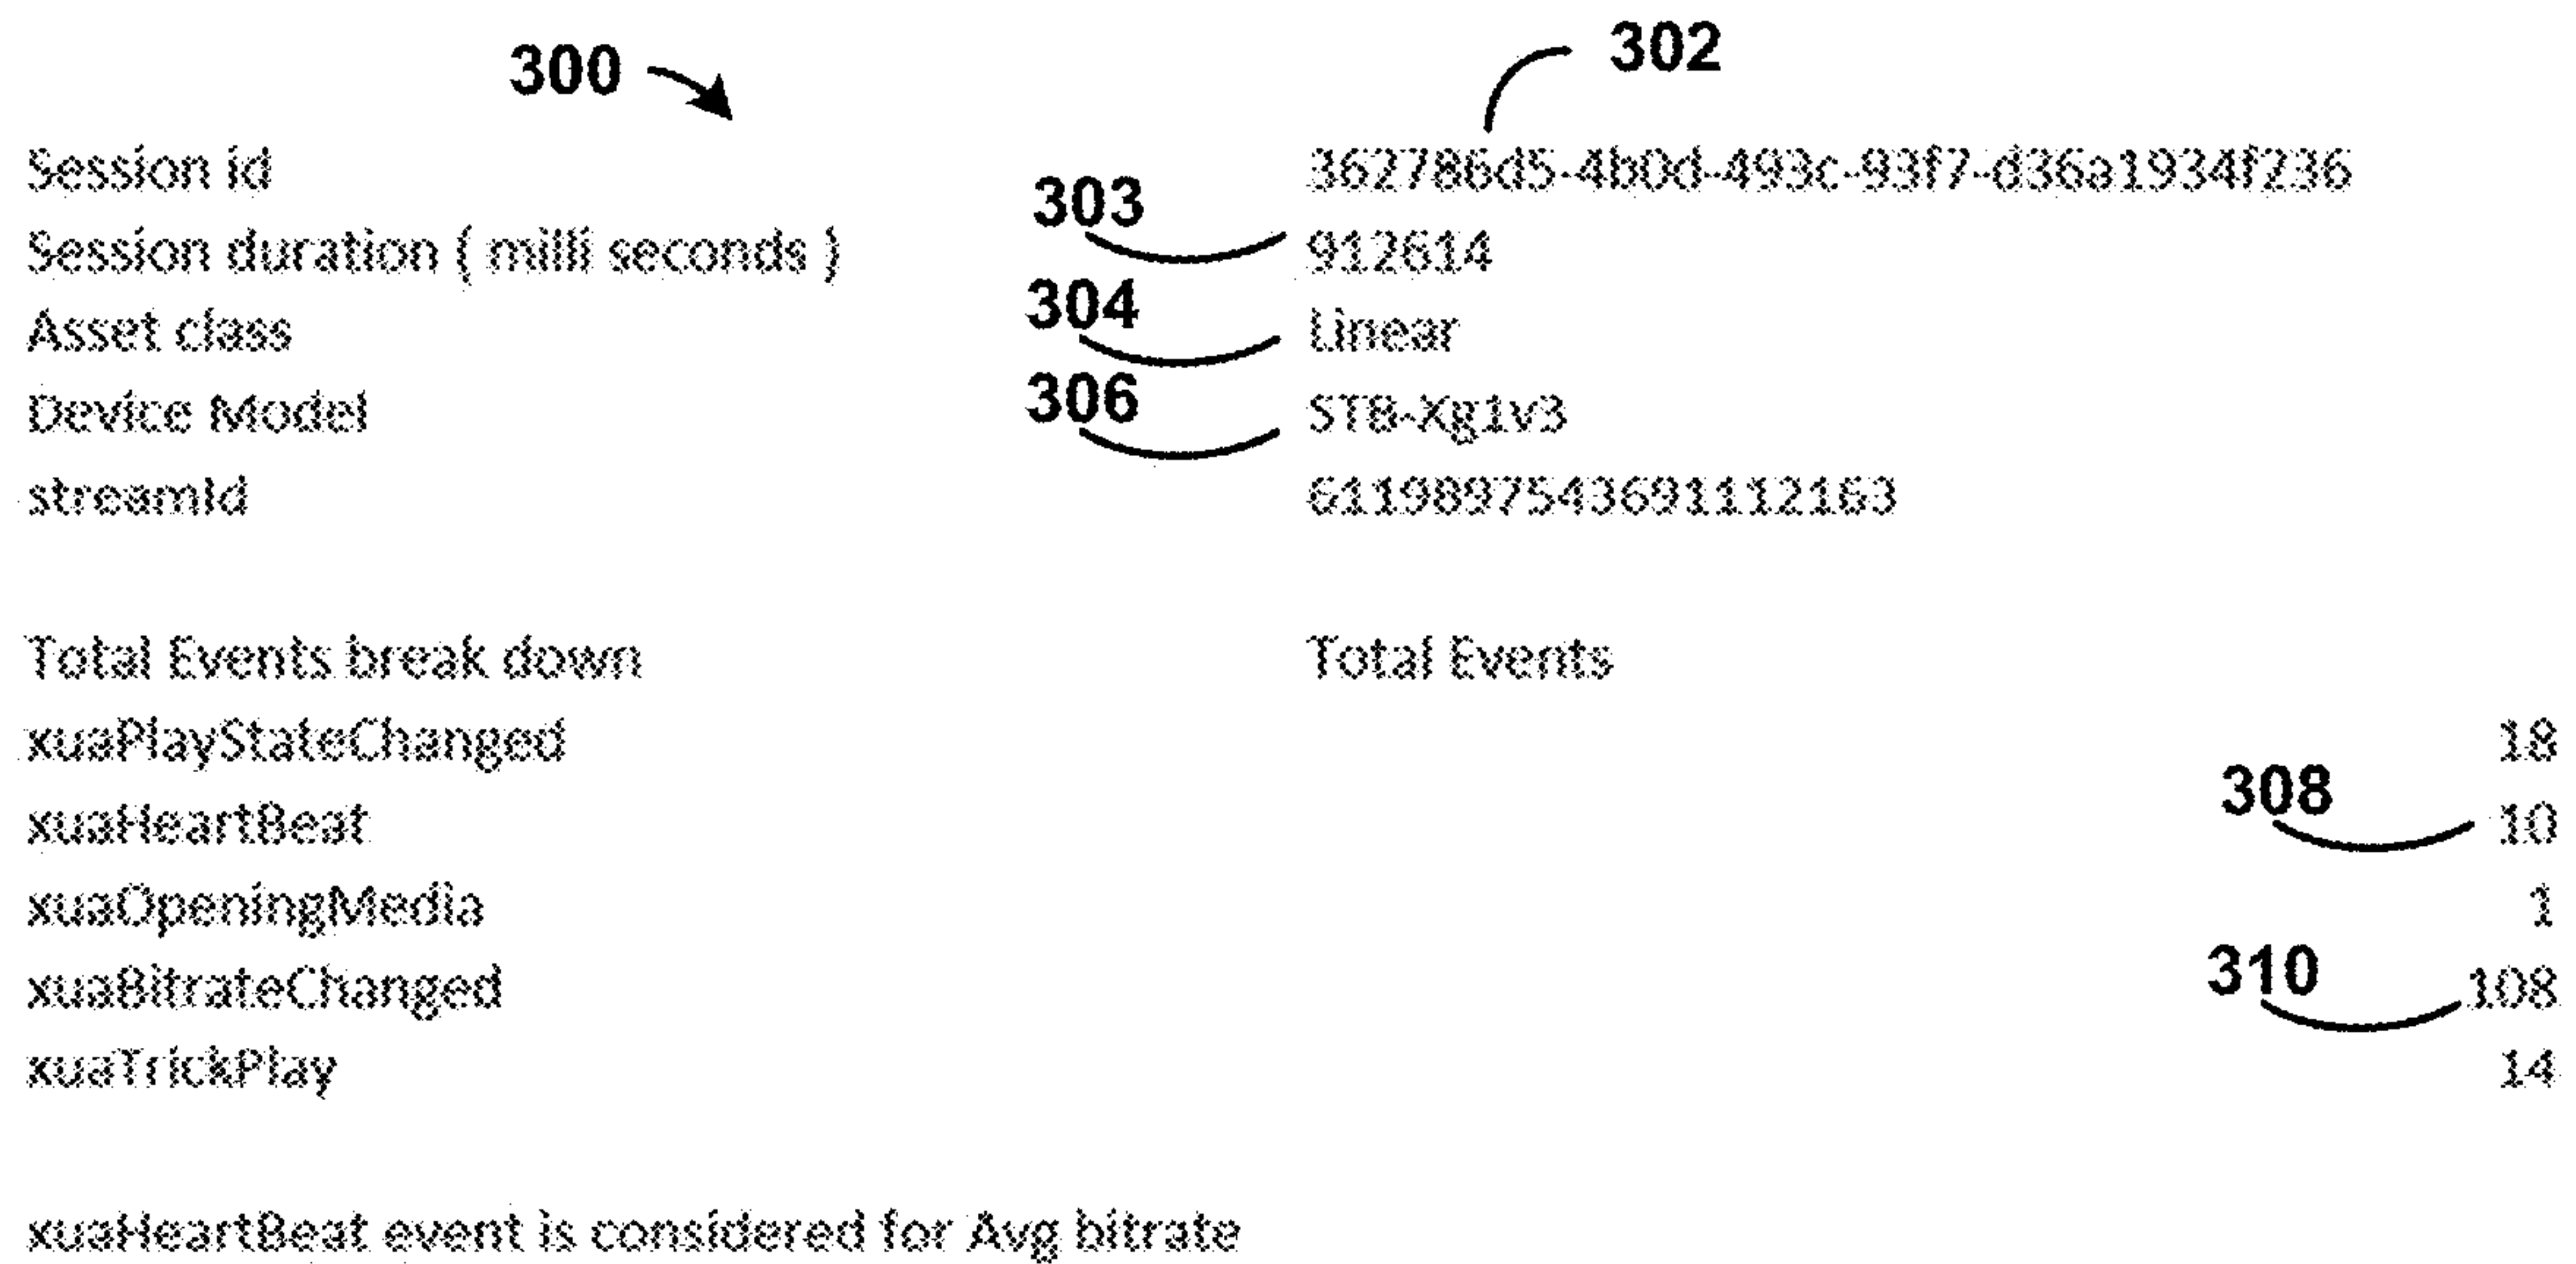 300 302
Session id 362786d5-4b0d-493c-93f7-d36a1934f236
303
Session duration ( milli seconds ) 912614
304
Asset class Linear
306
Device Model STB-Xg1v3
streamId 6119897543691112163
Total Events break down Total Events
xuaPlayStateChanged 18
308
xuaHeartBeat 10
xuaOpeningMedia 1
310
xuaBitrateChanged 108
xuaTrickPlay 14
xuaHeartBeat event is considered for Avg bitrate